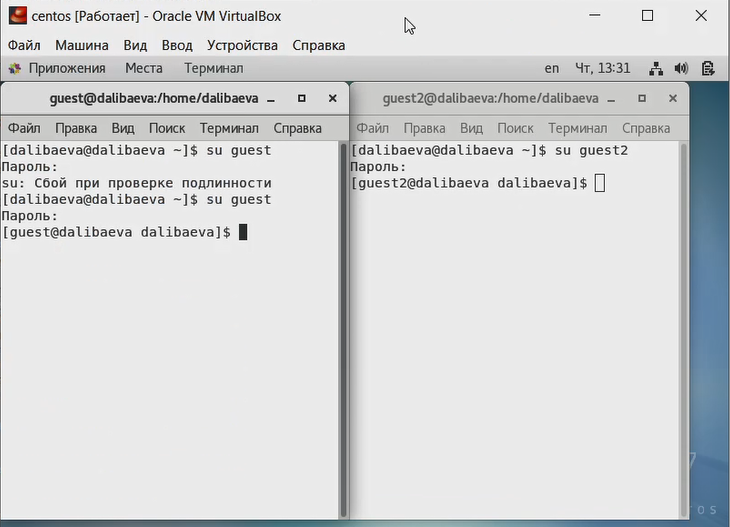 centos [Работает] - Oracle VM VirtualBox
Файл Машина Вид Ввод Устройства Справка
Приложения Места Терминал en Чт, 13:31
guest@dalibaeva:/home/dalibaeva
Файл Правка Вид Поиск Терминал Справка
[dalibaeva@dalibaeva ~]$ su guest
Пароль:
su: Сбой при проверке подлинности
[dalibaeva@dalibaeva ~]$ su guest
Пароль:
[guest@dalibaeva dalibaeva]$
guest2@dalibaeva:/home/dalibaeva
Файл Правка Вид Поиск Терминал Справка
[dalibaeva@dalibaeva ~]$ su guest2
Пароль:
[guest2@dalibaeva dalibaeva]$
7